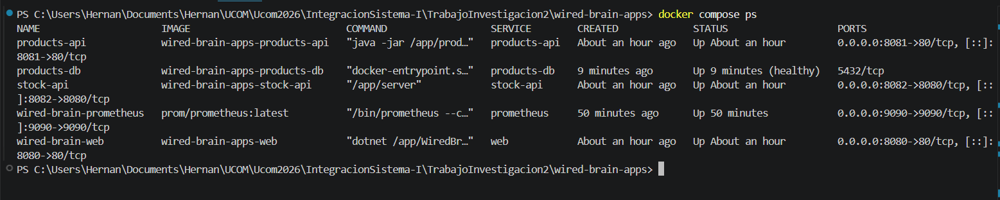 PS C:\Users\Hernan\Documents\Hernan\UCOM\Ucom2026\IntegracionSistema-I\TrabajoInvestigacion2\wired-brain-apps> docker compose ps
NAME IMAGE COMMAND SERVICE CREATED STATUS PORTS
products-api wired-brain-apps-products-api "java -jar /app/prod…" products-api About an hour ago Up About an hour 0.0.0.0:8081->80/tcp, [::]:
8081->80/tcp
products-db wired-brain-apps-products-db "docker-entrypoint.s…" products-db 9 minutes ago Up 9 minutes (healthy) 5432/tcp
stock-api wired-brain-apps-stock-api "/app/server" stock-api About an hour ago Up About an hour 0.0.0.0:8082->8080/tcp, [::
]:8082->8080/tcp
wired-brain-prometheus prom/prometheus:latest "/bin/prometheus --c…" prometheus 50 minutes ago Up 50 minutes 0.0.0.0:9090->9090/tcp, [::
]:9090->9090/tcp
wired-brain-web wired-brain-apps-web "dotnet /app/WiredBr…" web About an hour ago Up About an hour 0.0.0.0:8080->80/tcp, [::]:
8080->80/tcp
PS C:\Users\Hernan\Documents\Hernan\UCOM\Ucom2026\IntegracionSistema-I\TrabajoInvestigacion2\wired-brain-apps>